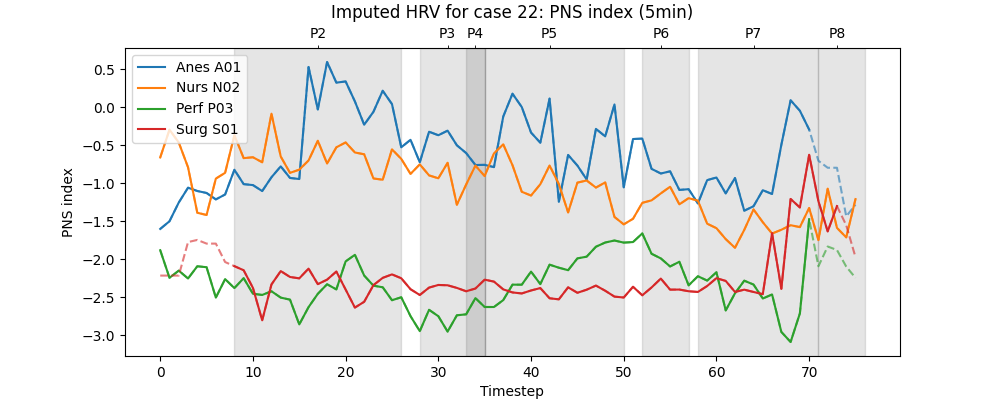 Imputed HRV for case 22: PNS index (5min)
P2 P3 P4 P5 P6 P7 P8
Anes A01
Nurs N02
Perf P03
Surg S01
0.5
0.0
−0.5
−1.0
−1.5
−2.0
−2.5
−3.0
PNS index
0 10 20 30 40 50 60 70
Timestep